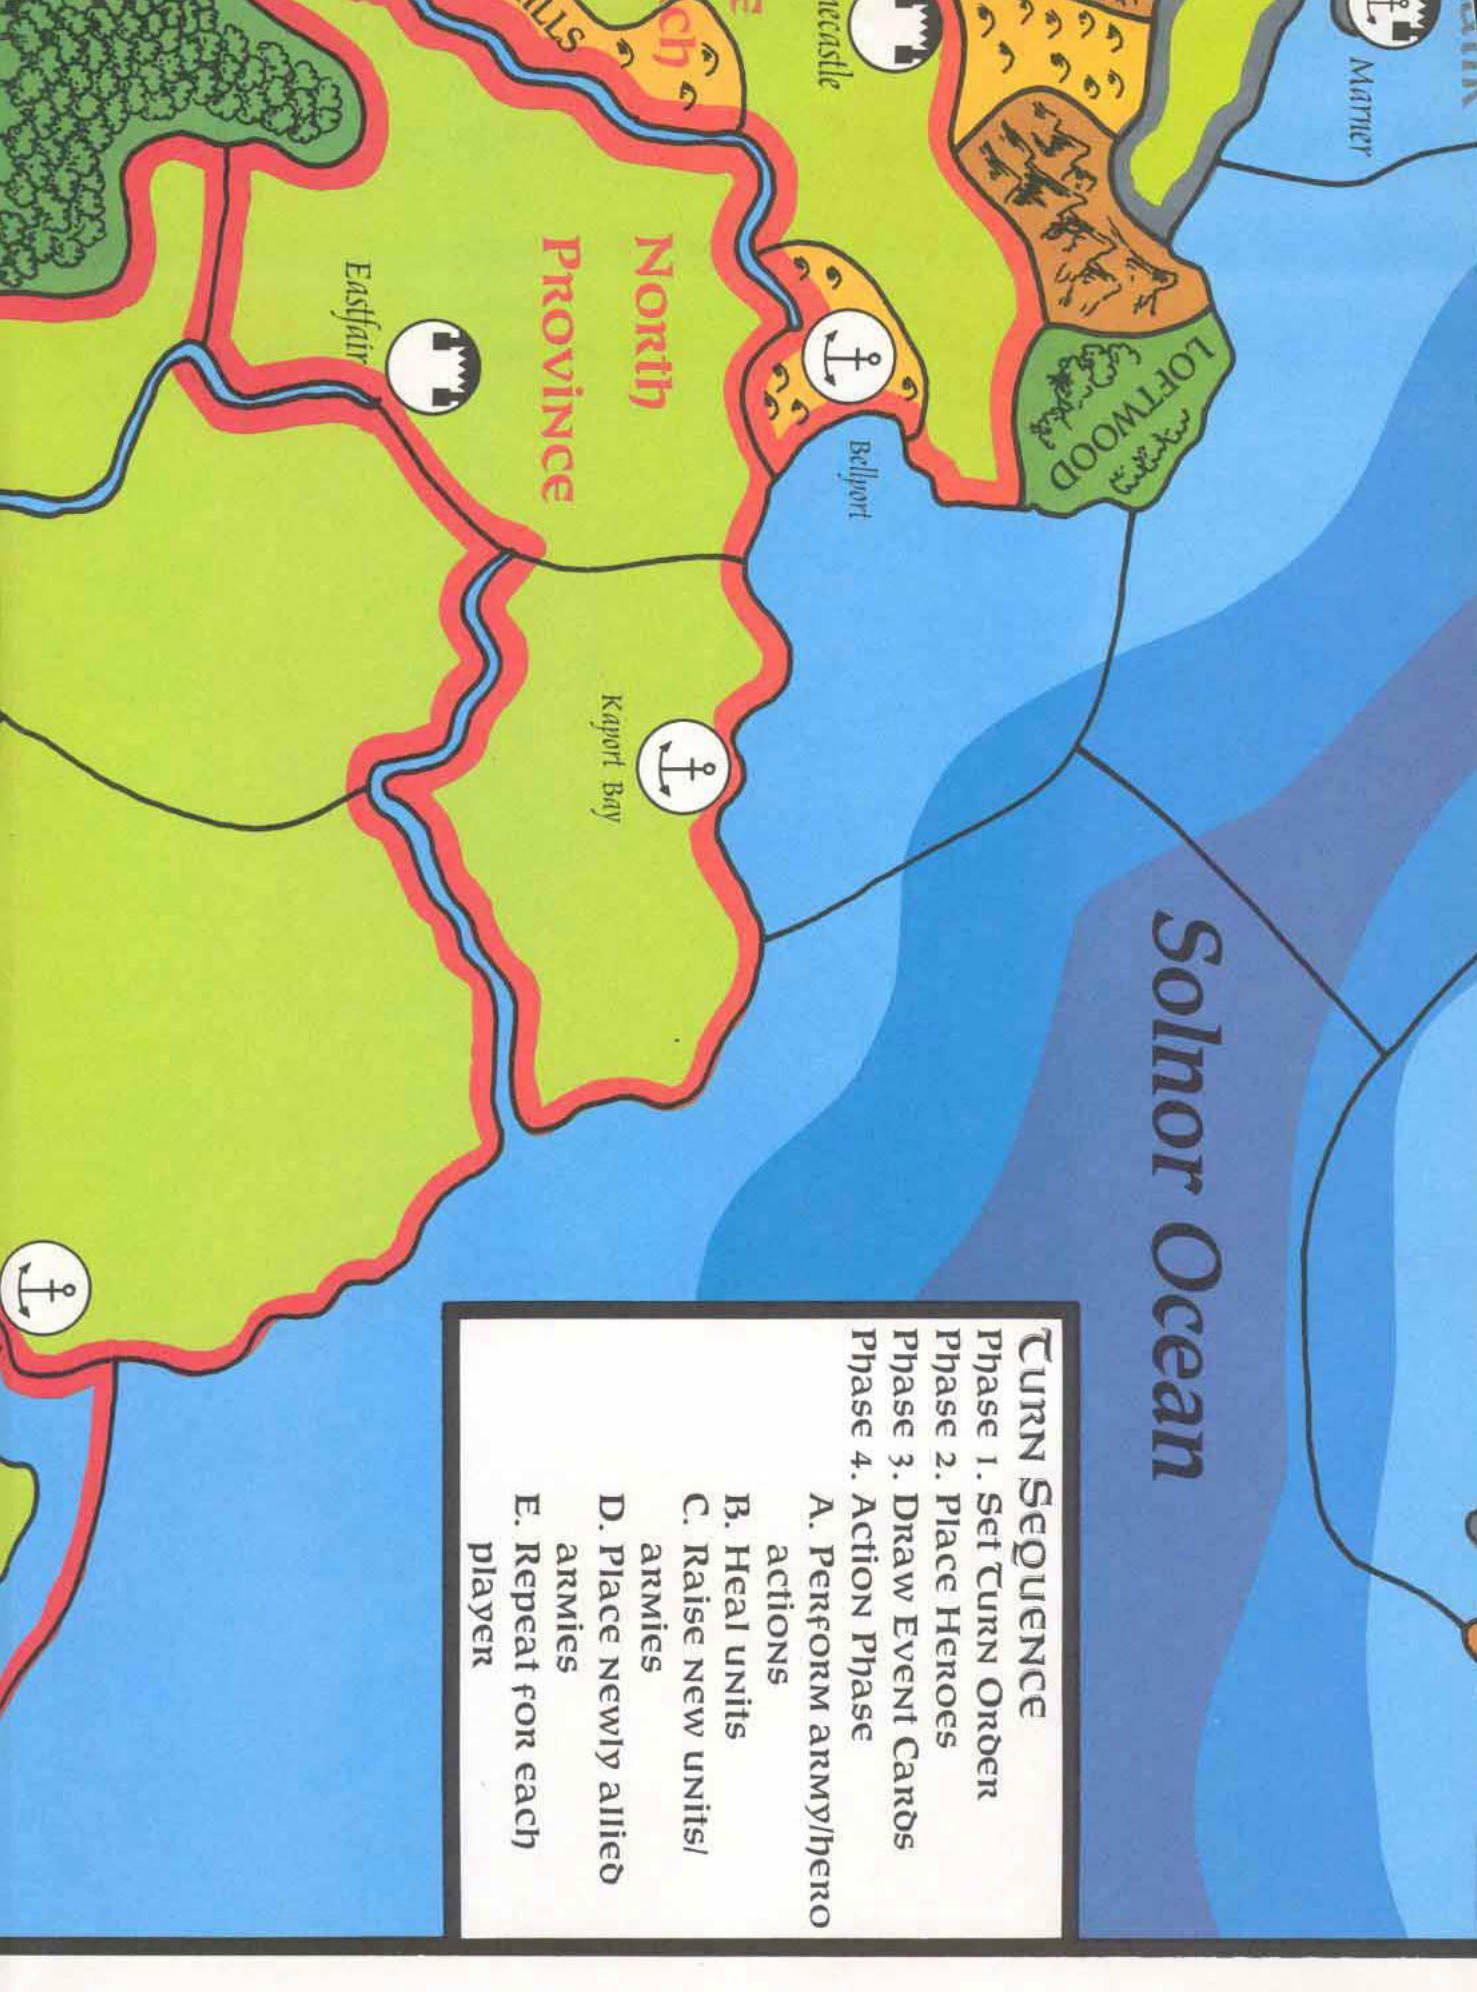 Marner
LOFTWOOD
Bellport
NORTH
PROVINCE
Eastfair
Kaport Bay
Solnor Ocean
TURN SEQUENCE
Phase 1. Set Turn Order
Phase 2. Place Heroes
Phase 3. Draw Event Cards
Phase 4. Action Phase
A. Perform army/hero
actions
B. Heal units
C. Raise new units/
armies
D. Place newly allied
armies
E. Repeat for each
player